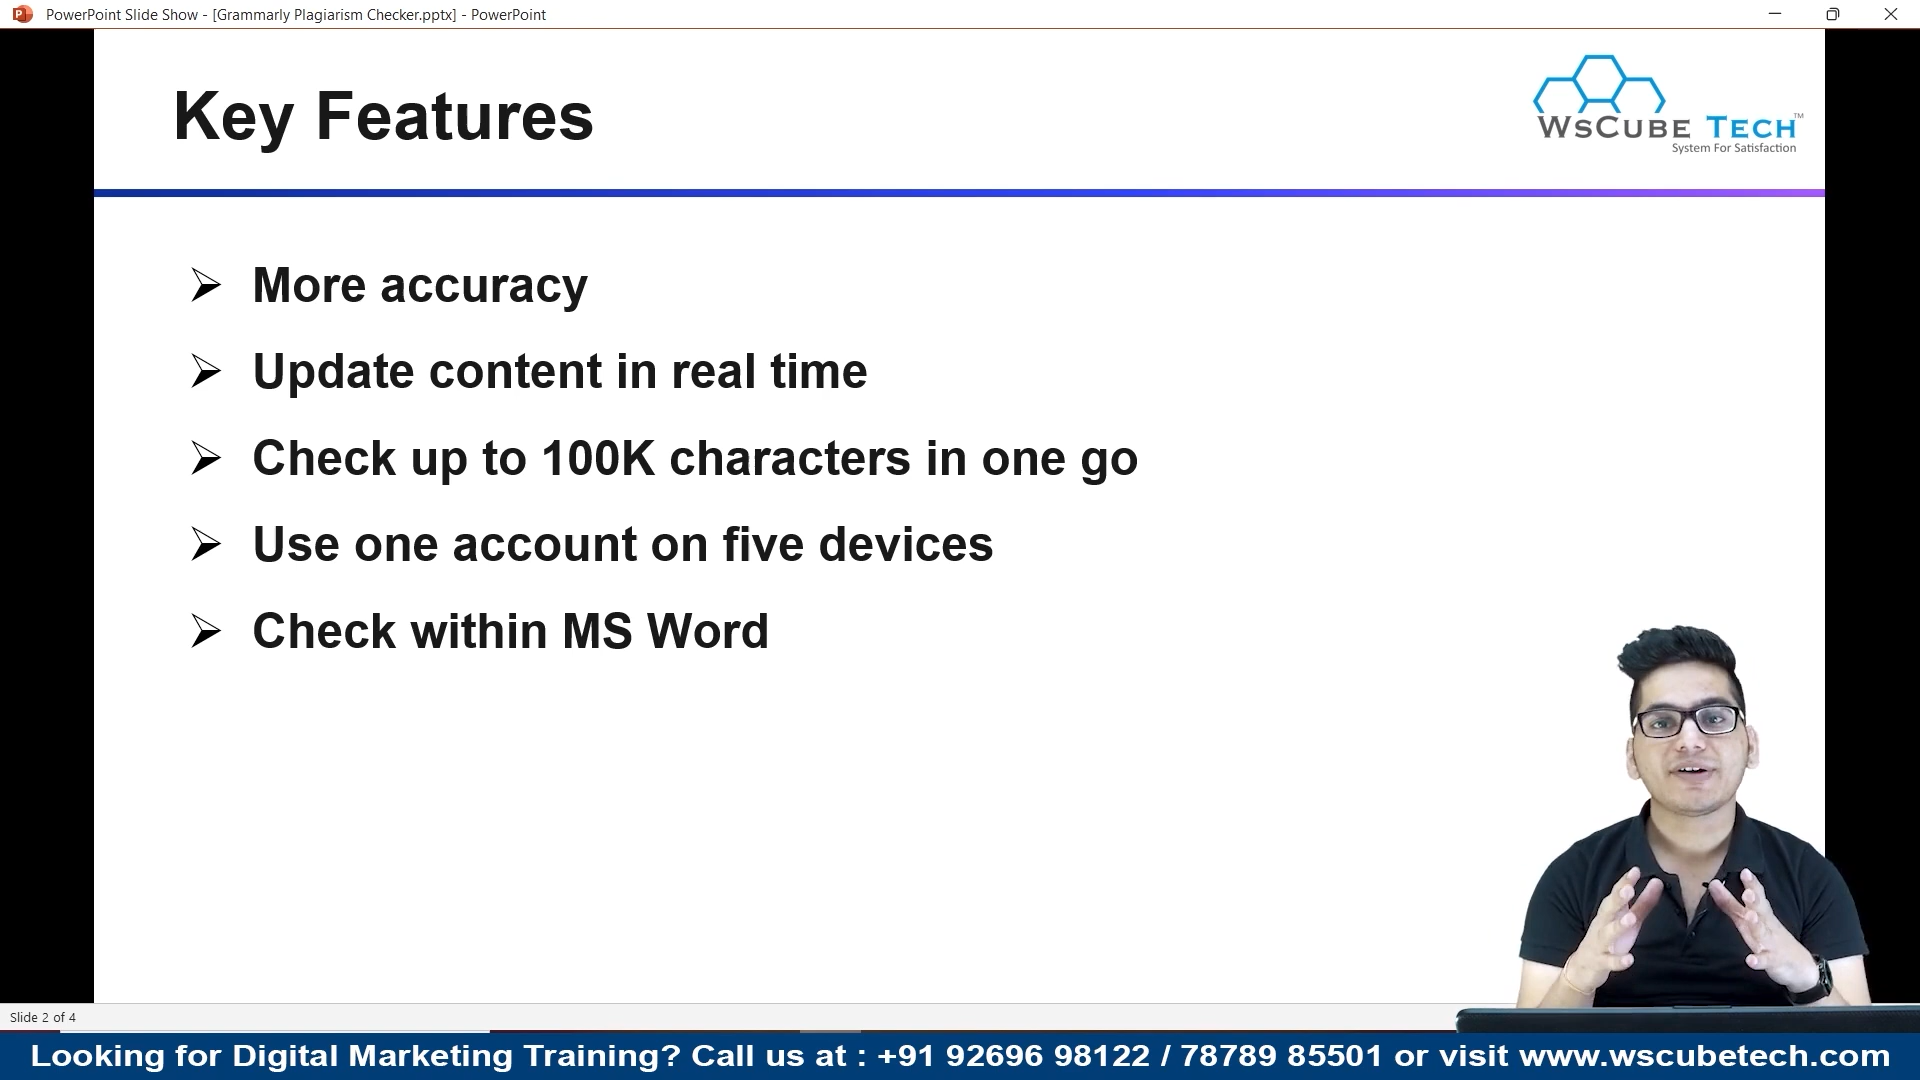 PowerPoint Slide Show - [Grammarly Plagiarism Checker.pptx] - PowerPoint
Key Features
WsCube Tech™
System For Satisfaction
More accuracy
Update content in real time
Check up to 100K characters in one go
Use one account on five devices
Check within MS Word
Slide 2 of 4
Looking for Digital Marketing Training? Call us at : +91 92696 98122 / 78789 85501 or visit www.wscubetech.com